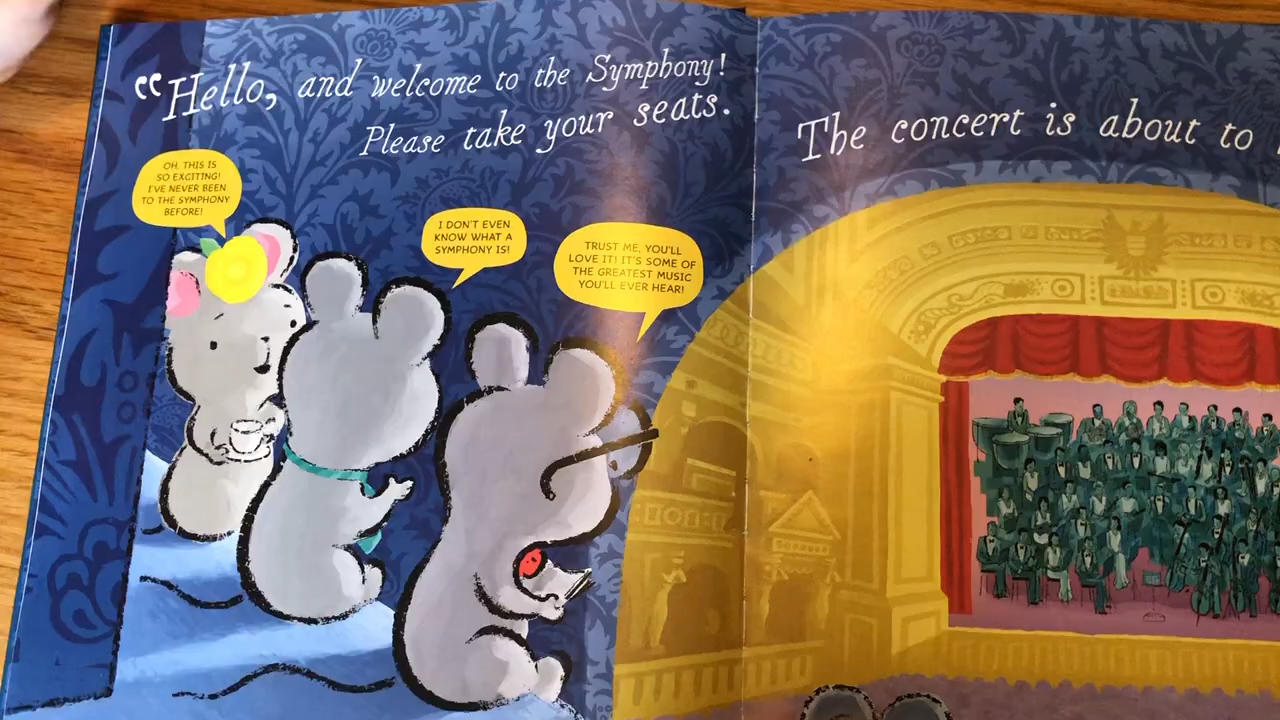 “Hello, and welcome to the Symphony!
Please take your seats.
The concert is about to
OH, THIS IS
SO EXCITING!
I'VE NEVER BEEN
TO THE SYMPHONY
BEFORE!
I DON'T EVEN
KNOW WHAT A
SYMPHONY IS!
TRUST ME, YOU'LL
LOVE IT! IT'S SOME OF
THE GREATEST MUSIC
YOU'LL EVER HEAR!